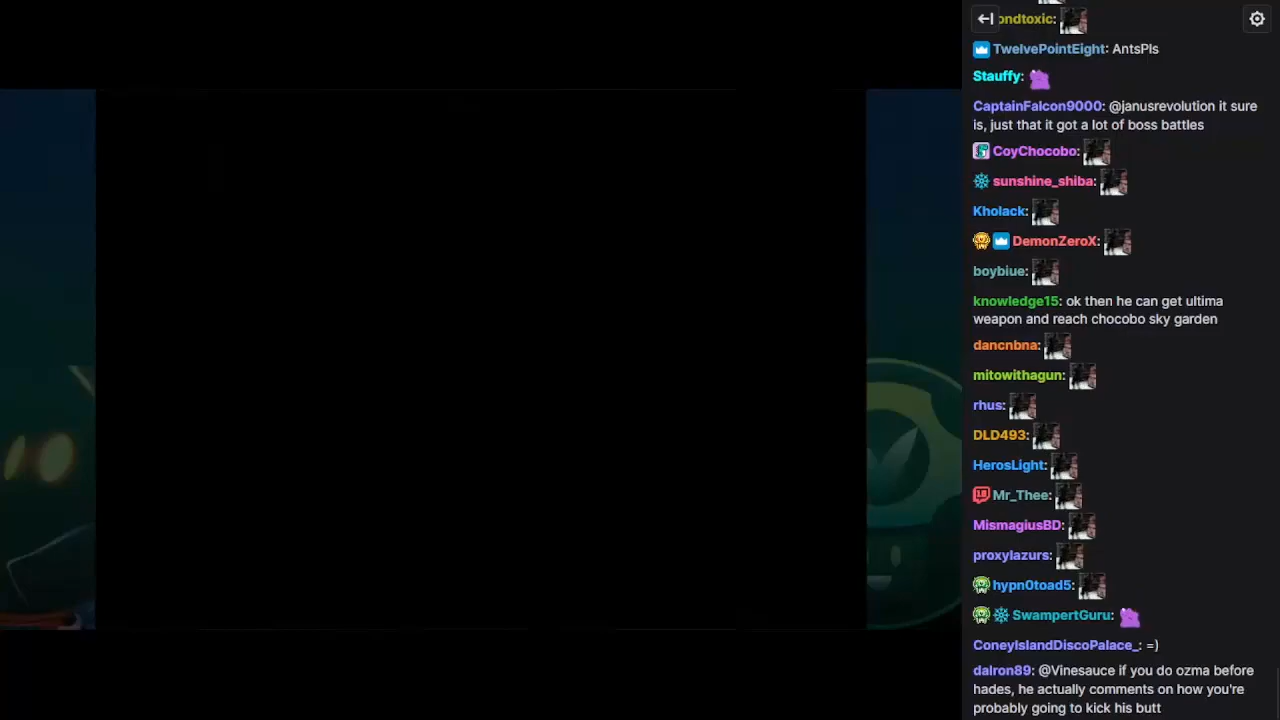 ondtoxic:
TwelvePointEight: AntsPls
Stauffy:
CaptainFalcon9000: @janusrevolution it sure
is, just that it got a lot of boss battles
CoyChocobo:
sunshine_shiba:
Kholack:
DemonZeroX:
boybiue:
knowledge15: ok then he can get ultima
weapon and reach chocobo sky garden
dancnbna:
mitowithagun:
rhus:
DLD493:
HerosLight:
Mr_Thee:
MismagiusBD:
proxylazurs:
hypn0toad5:
SwampertGuru:
ConeyIslandDiscoPalace_: =)
dalron89: @Vinesauce if you do ozma before
hades, he actually comments on how you're
probably going to kick his butt